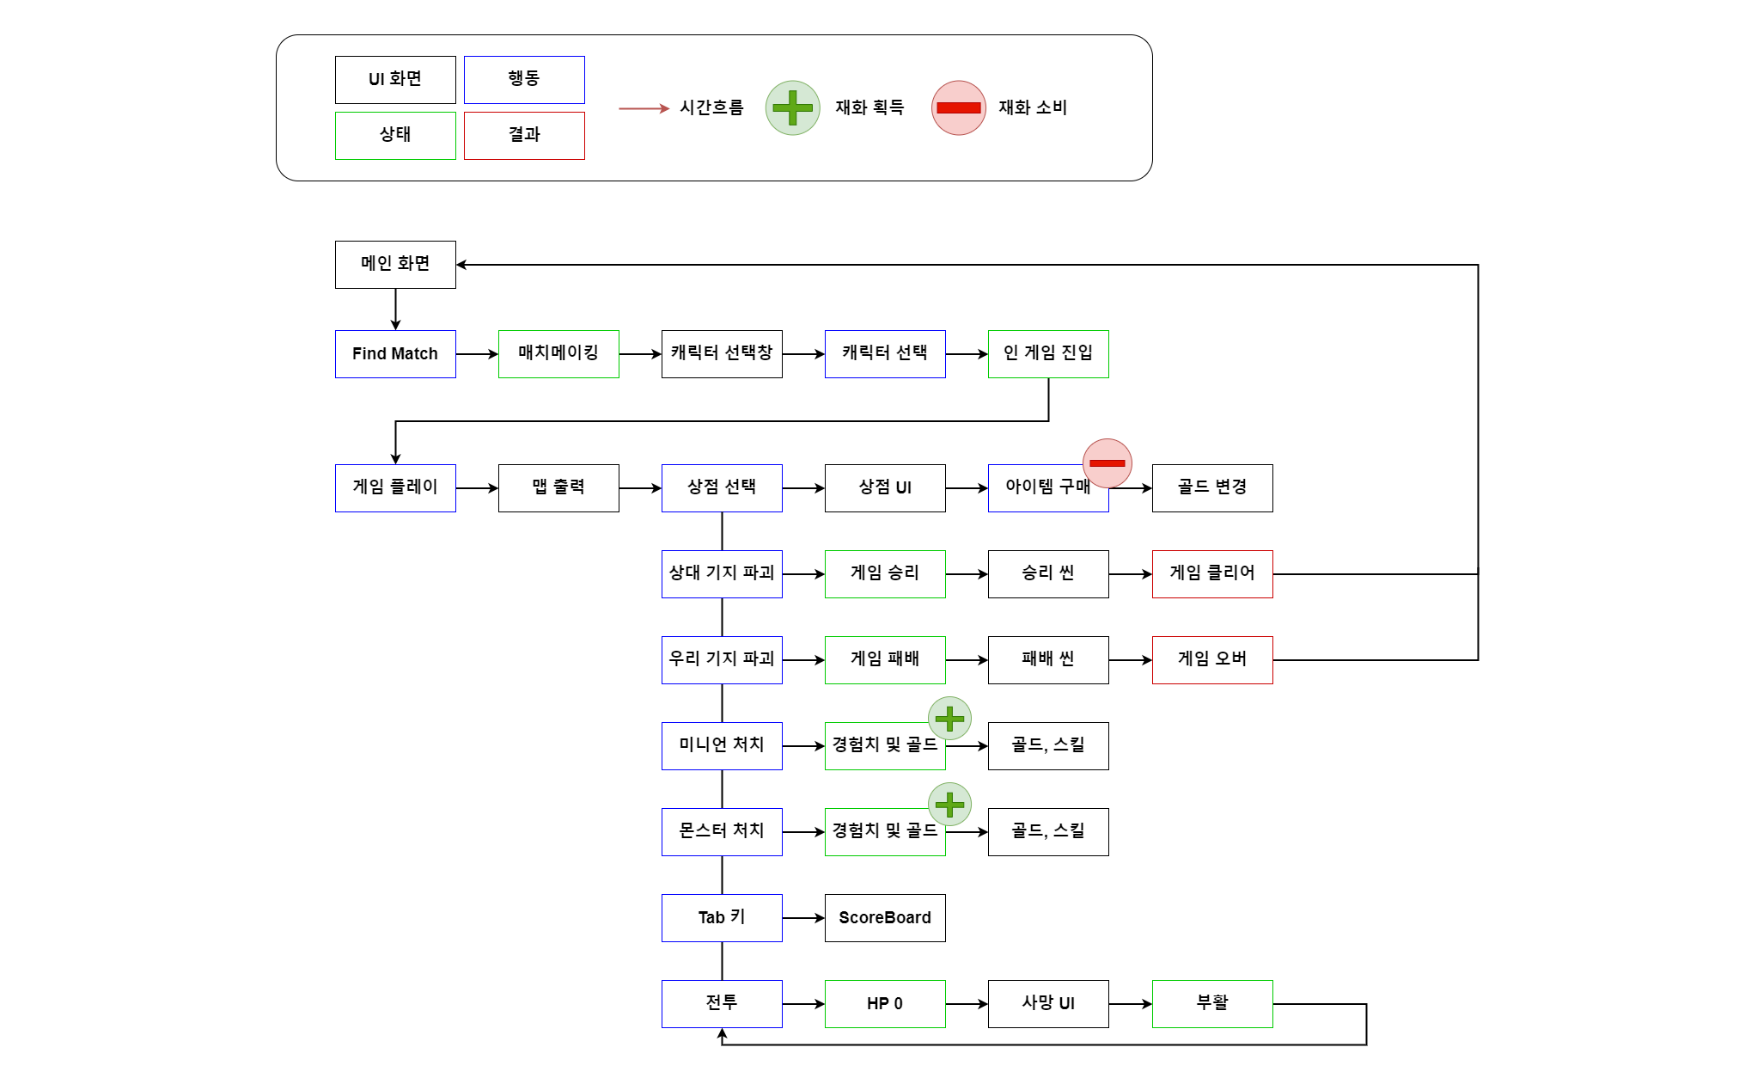 UI 화면
행동
상태
결과
시간흐름
재화 획득
재화 소비
메인 화면
Find Match
매치메이킹
캐릭터 선택창
캐릭터 선택
인 게임 진입
게임 플레이
맵 출력
상점 선택
상점 UI
아이템 구매
골드 변경
상대 기지 파괴
게임 승리
승리 씬
게임 클리어
우리 기지 파괴
게임 패배
패배 씬
게임 오버
미니언 처치
경험치 및 골드
골드, 스킬
몬스터 처치
경험치 및 골드
골드, 스킬
Tab 키
ScoreBoard
전투
HP 0
사망 UI
부활